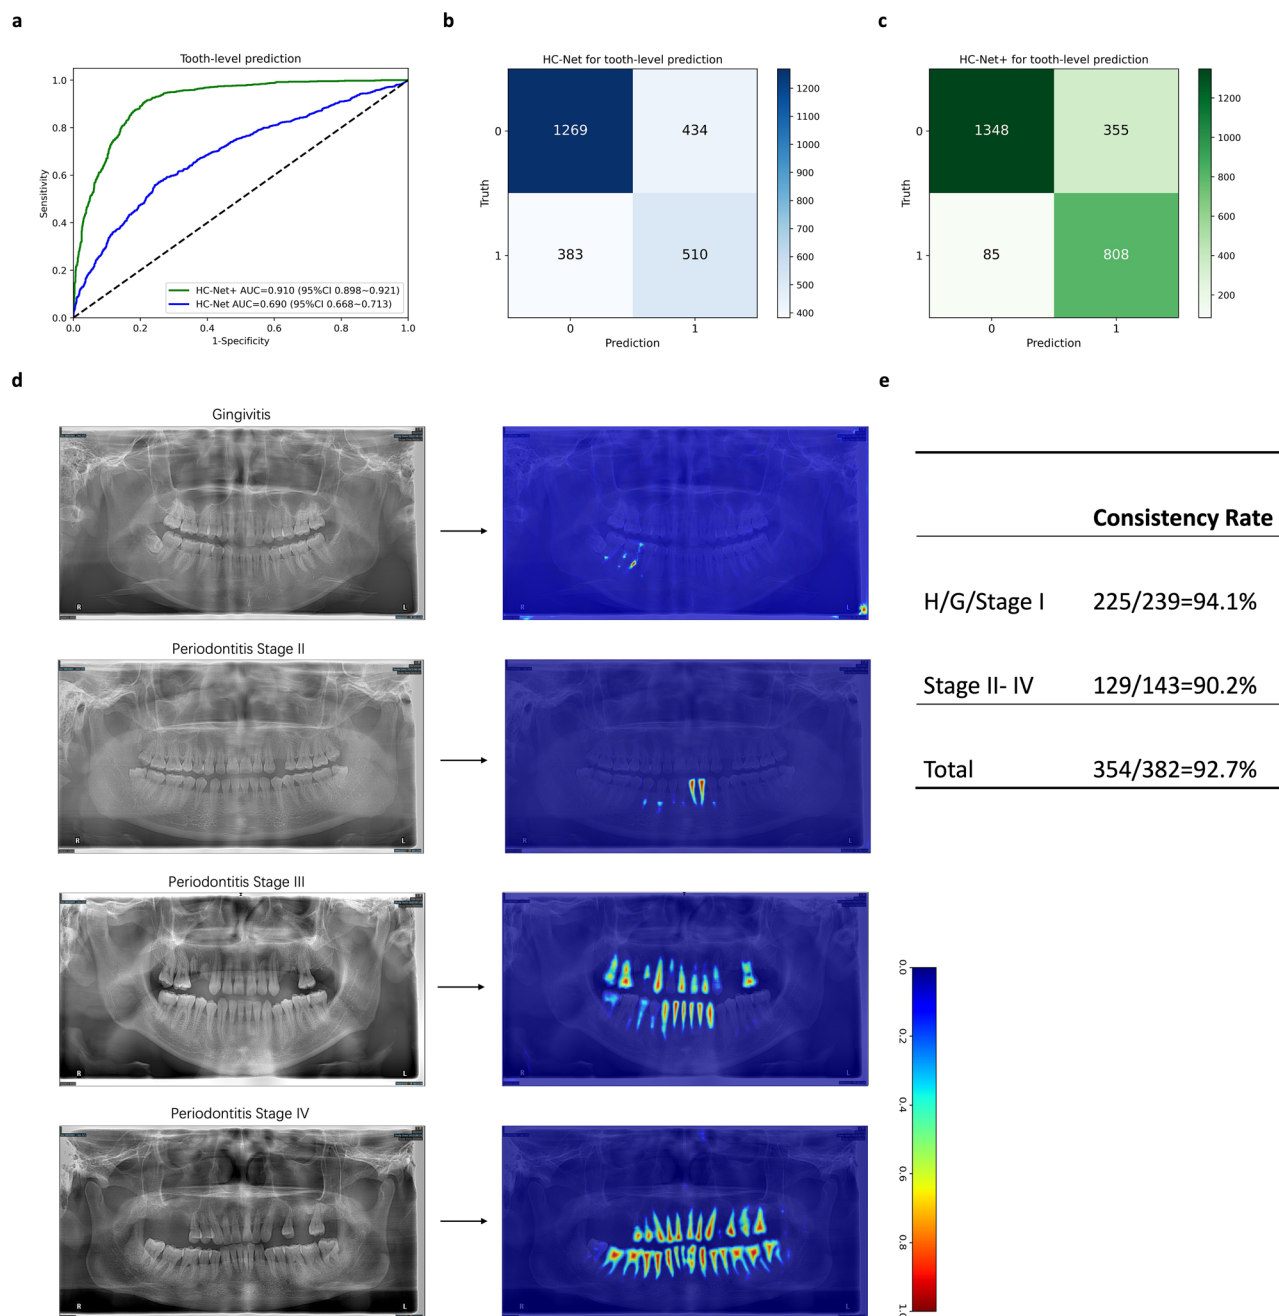 a
Tooth-level prediction
1.0
0.8
0.6
0.4
0.2
0.0
Sensitivity
HC-Net+ AUC=0.910 (95%CI 0.898~0.921)
HC-Net AUC=0.690 (95%CI 0.668~0.713)
0.0 0.2 0.4 0.6 0.8 1.0
1-Specificity
b
HC-Net for tooth-level prediction
0 1269 434
1 383 510
Truth
0 1
Prediction
1200
1100
1000
900
800
700
600
500
400
c
HC-Net+ for tooth-level prediction
0 1348 355
1 85 808
Truth
0 1
Prediction
1200
1000
800
600
400
200
d
Gingivitis
R L
R L
Periodontitis Stage II
R L
R L
Periodontitis Stage III
R L
R L
Periodontitis Stage IV
R L
R L
0.0
0.2
0.4
0.6
0.8
1.0
e
Consistency Rate
H/G/Stage I 225/239=94.1%
Stage II- IV 129/143=90.2%
Total 354/382=92.7%